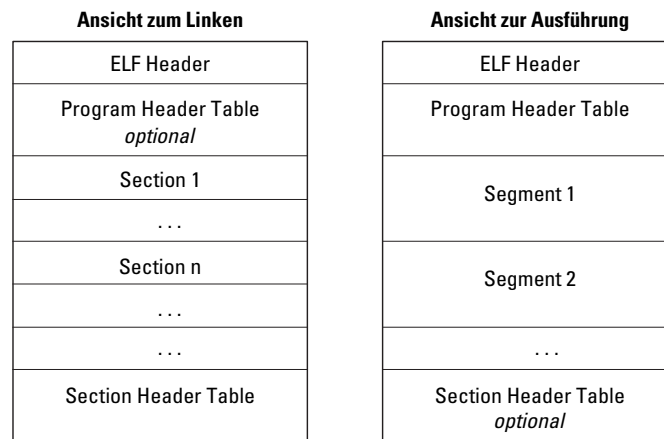 Ansicht zum Linken
ELF Header
Program Header Table
optional
Section 1
. . .
Section n
. . .
. . .
Section Header Table
Ansicht zur Ausführung
ELF Header
Program Header Table
Segment 1
Segment 2
. . .
Section Header Table
optional